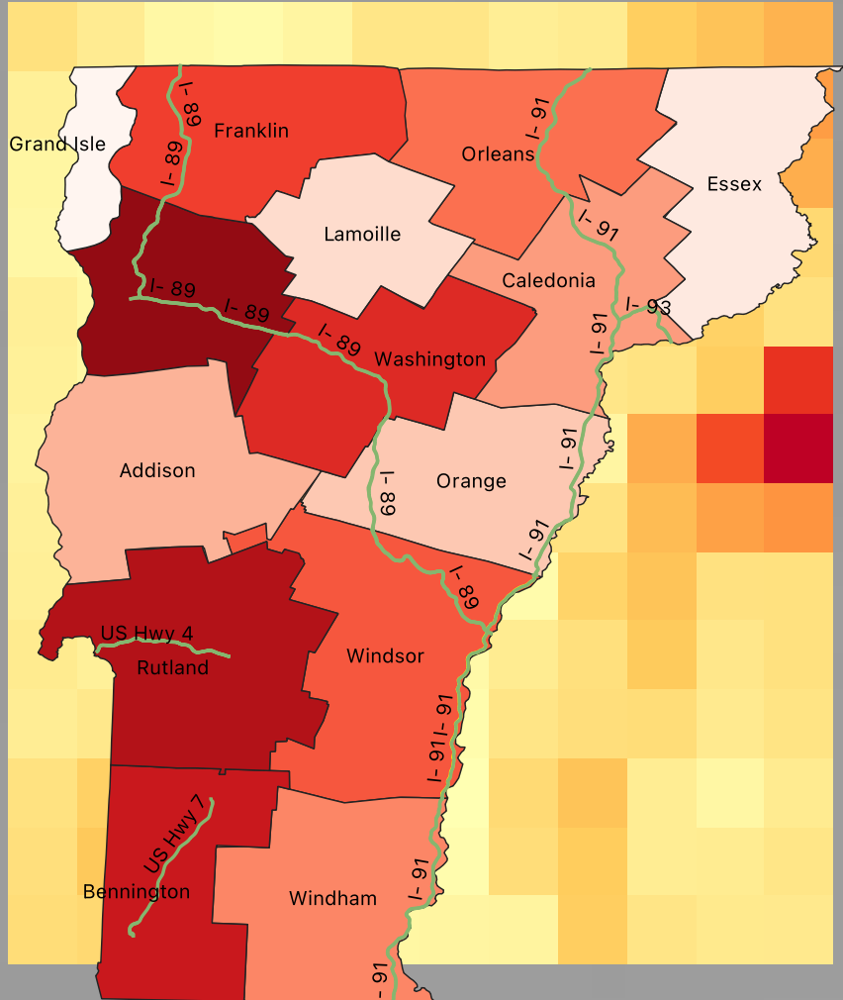 I- 89
I- 91
Franklin
Grand Isle
Orleans
I- 89
Essex
I- 91
Lamoille
Caledonia
I- 89
I- 89
I- 93
I- 89
I- 91
Washington
I- 91
Addison
Orange
I- 89
I- 91
I- 89
US Hwy 4
Windsor
Rutland
I- 91
I- 91
US Hwy 7
I- 91
Bennington
Windham
- 91